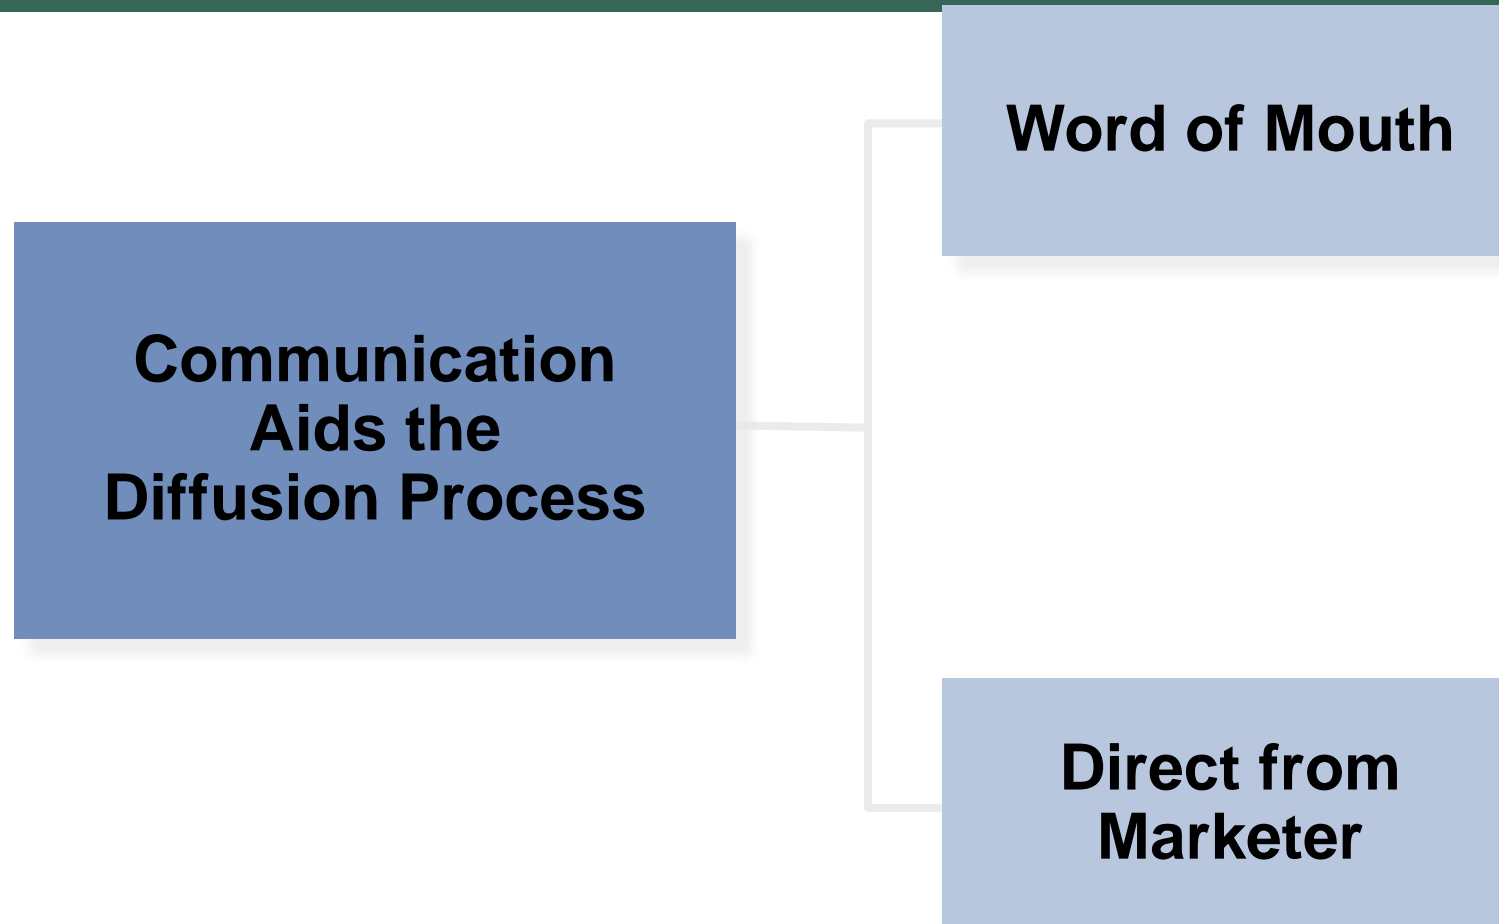 Word of Mouth
Communication
Aids the
Diffusion Process
Direct from
Marketer